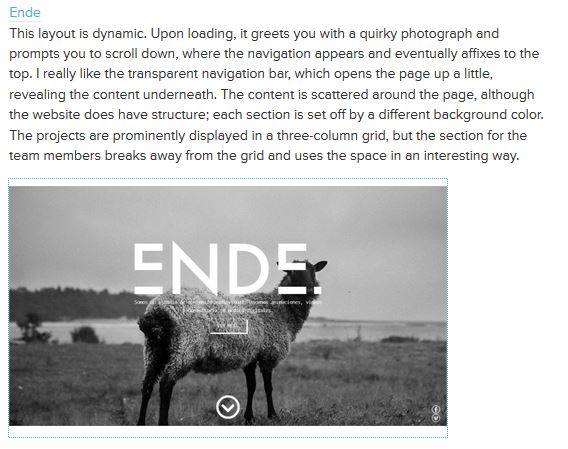 Ende
This layout is dynamic. Upon loading, it greets you with a quirky photograph and
prompts you to scroll down, where the navigation appears and eventually affixes to the
top. I really like the transparent navigation bar, which opens the page up a little,
revealing the content underneath. The content is scattered around the page, although
the website does have structure; each section is set off by a different background color.
The projects are prominently displayed in a three-column grid, but the section for the
team members breaks away from the grid and uses the space in an interesting way.
ENDE.
Somos